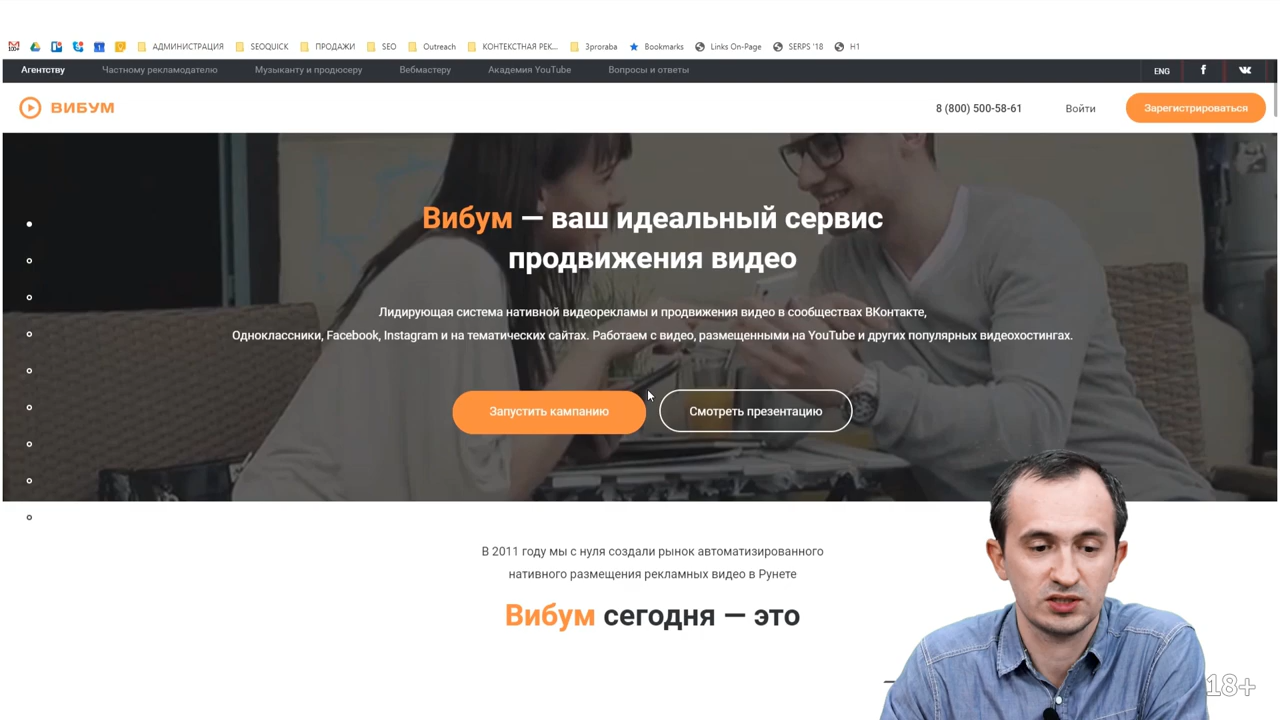 АДМИНИСТРАЦИЯ SEOQUICK ПРОДАЖИ SEO Outreach КОНТЕКСТНАЯ РЕК... 3proraba Bookmarks Links On-Page SERPS '18 H1
Агентству Частному рекламодателю Музыканту и продюсеру Вебмастеру Академия YouTube Вопросы и ответы ENG
ВИБУМ 8 (800) 500-58-61 Войти Зарегистрироваться
Вибум — ваш идеальный сервис
продвижения видео
Лидирующая система нативной видеорекламы и продвижения видео в сообществах ВКонтакте,
Одноклассники, Facebook, Instagram и на тематических сайтах. Работаем с видео, размещенными на YouTube и других популярных видеохостингах.
Запустить кампанию Смотреть презентацию
В 2011 году мы с нуля создали рынок автоматизированного
нативного размещения рекламных видео в Рунете
Вибум сегодня — это
18+